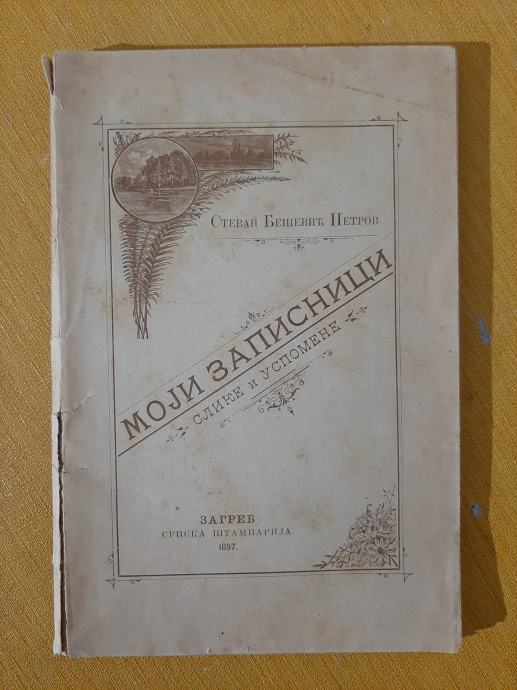 Стеван Бешевић Петров
МОЈИ ЗАПИСНИЦИ
СЛИКЕ И УСПОМЕНЕ
ЗАГРЕБ
СРПСКА ШТАМПАРИЈА.
1897.